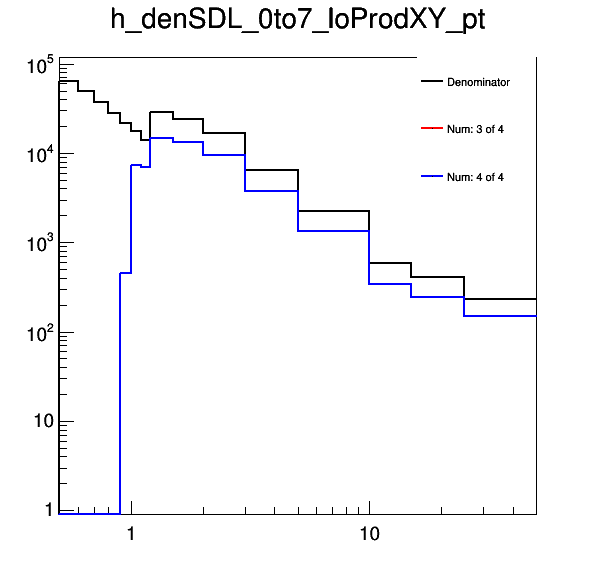 h_denSDL_0to7_loProdXY_pt
10^5
Denominator
Num: 3 of 4
10^4
Num: 4 of 4
10^3
10^2
10
1
1 10